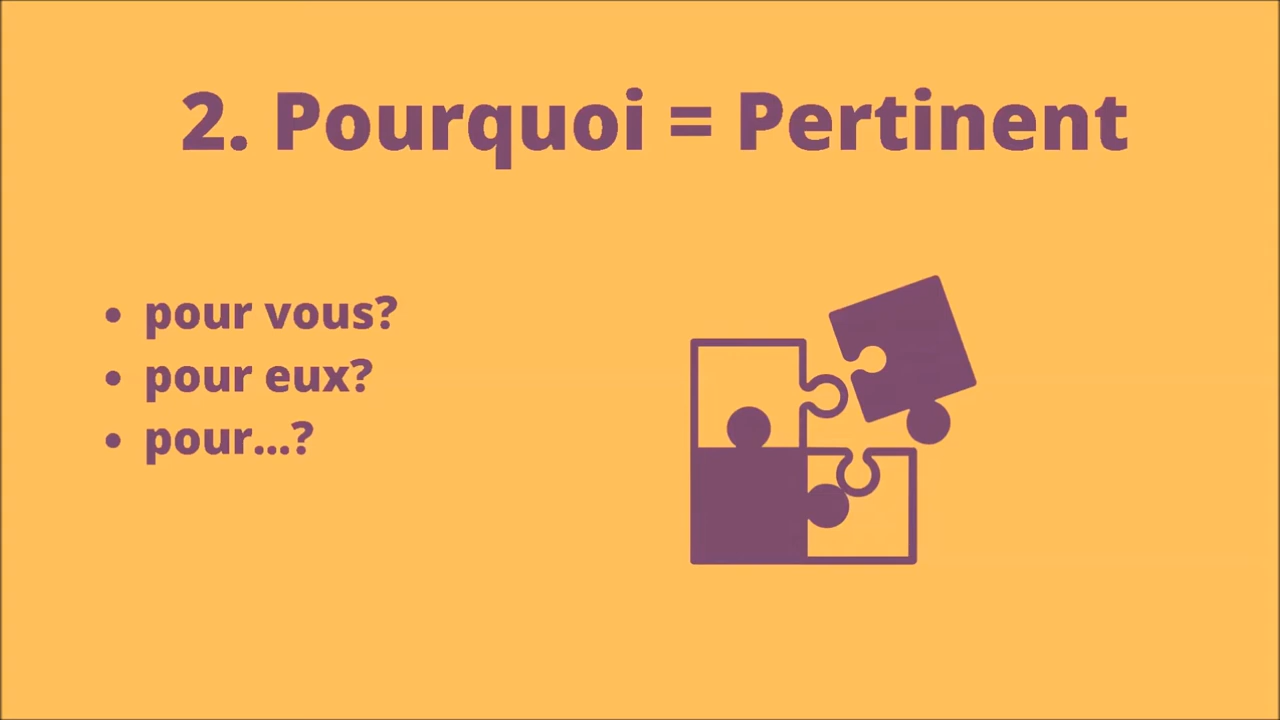 2. Pourquoi = Pertinent
• pour vous?
• pour eux?
• pour...?